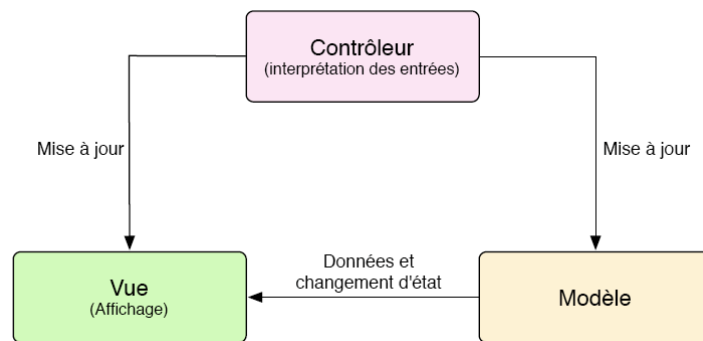 Contrôleur
(interprétation des entrées)
Mise à jour
Mise à jour
Données et
changement d'état
Vue
(Affichage)
Modèle